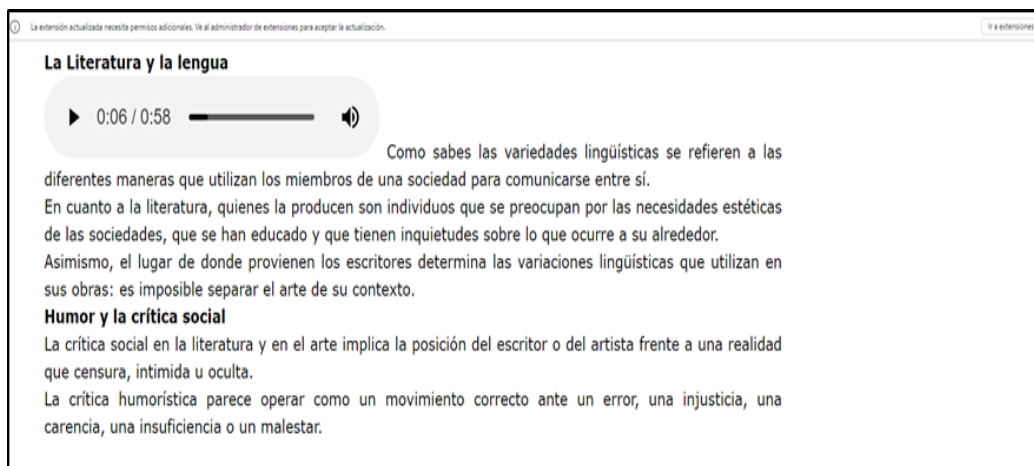 La extensión actualizada necesita permisos adicionales. Ve al administrador de extensiones para aceptar la actualización.
Ir a extensiones
La Literatura y la lengua
0:06 / 0:58
Como sabes las variedades lingüísticas se refieren a las
diferentes maneras que utilizan los miembros de una sociedad para comunicarse entre sí.
En cuanto a la literatura, quienes la producen son individuos que se preocupan por las necesidades estéticas
de las sociedades, que se han educado y que tienen inquietudes sobre lo que ocurre a su alrededor.
Asimismo, el lugar de donde provienen los escritores determina las variaciones lingüísticas que utilizan en
sus obras: es imposible separar el arte de su contexto.
Humor y la crítica social
La crítica social en la literatura y en el arte implica la posición del escritor o del artista frente a una realidad
que censura, intimida u oculta.
La crítica humorística parece operar como un movimiento correcto ante un error, una injusticia, una
carencia, una insuficiencia o un malestar.